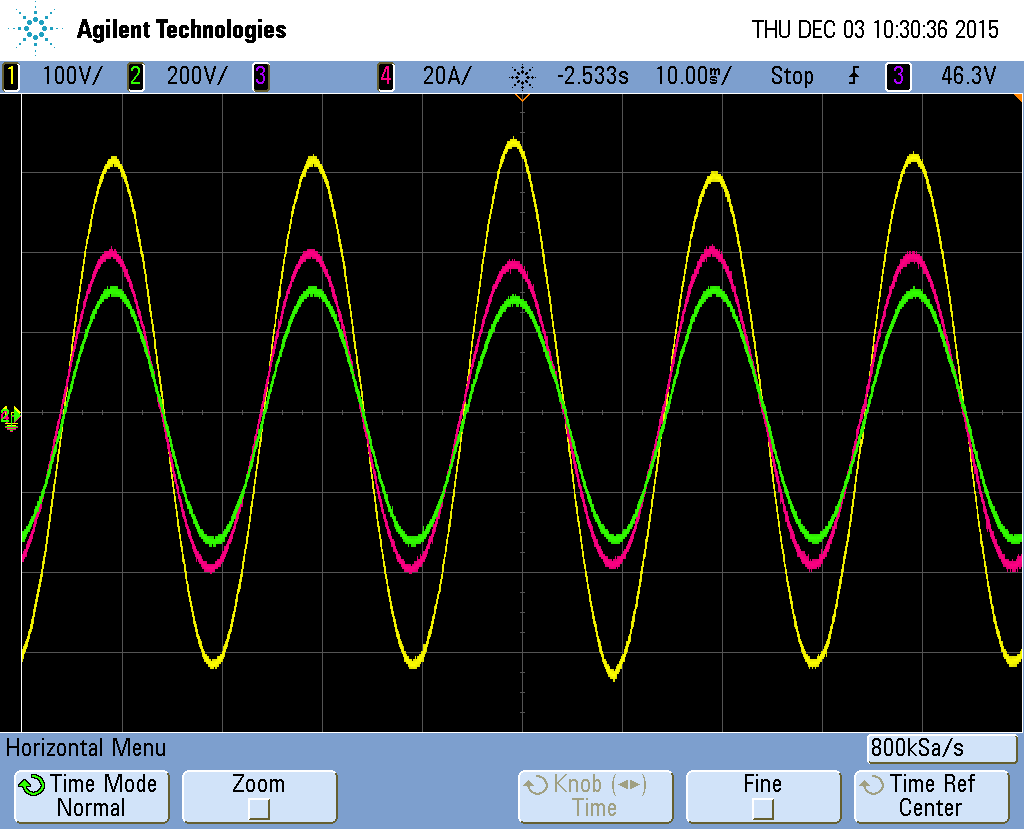 Agilent Technologies THU DEC 03 10:30:36 2015
1 100V/ 2 200V/ 3 4 20A/ -2.533s 10.00ms/ Stop 3 46.3V
Horizontal Menu 800kSa/s
Time Mode Zoom Knob (◄►) Fine Time Ref
Normal Time Center